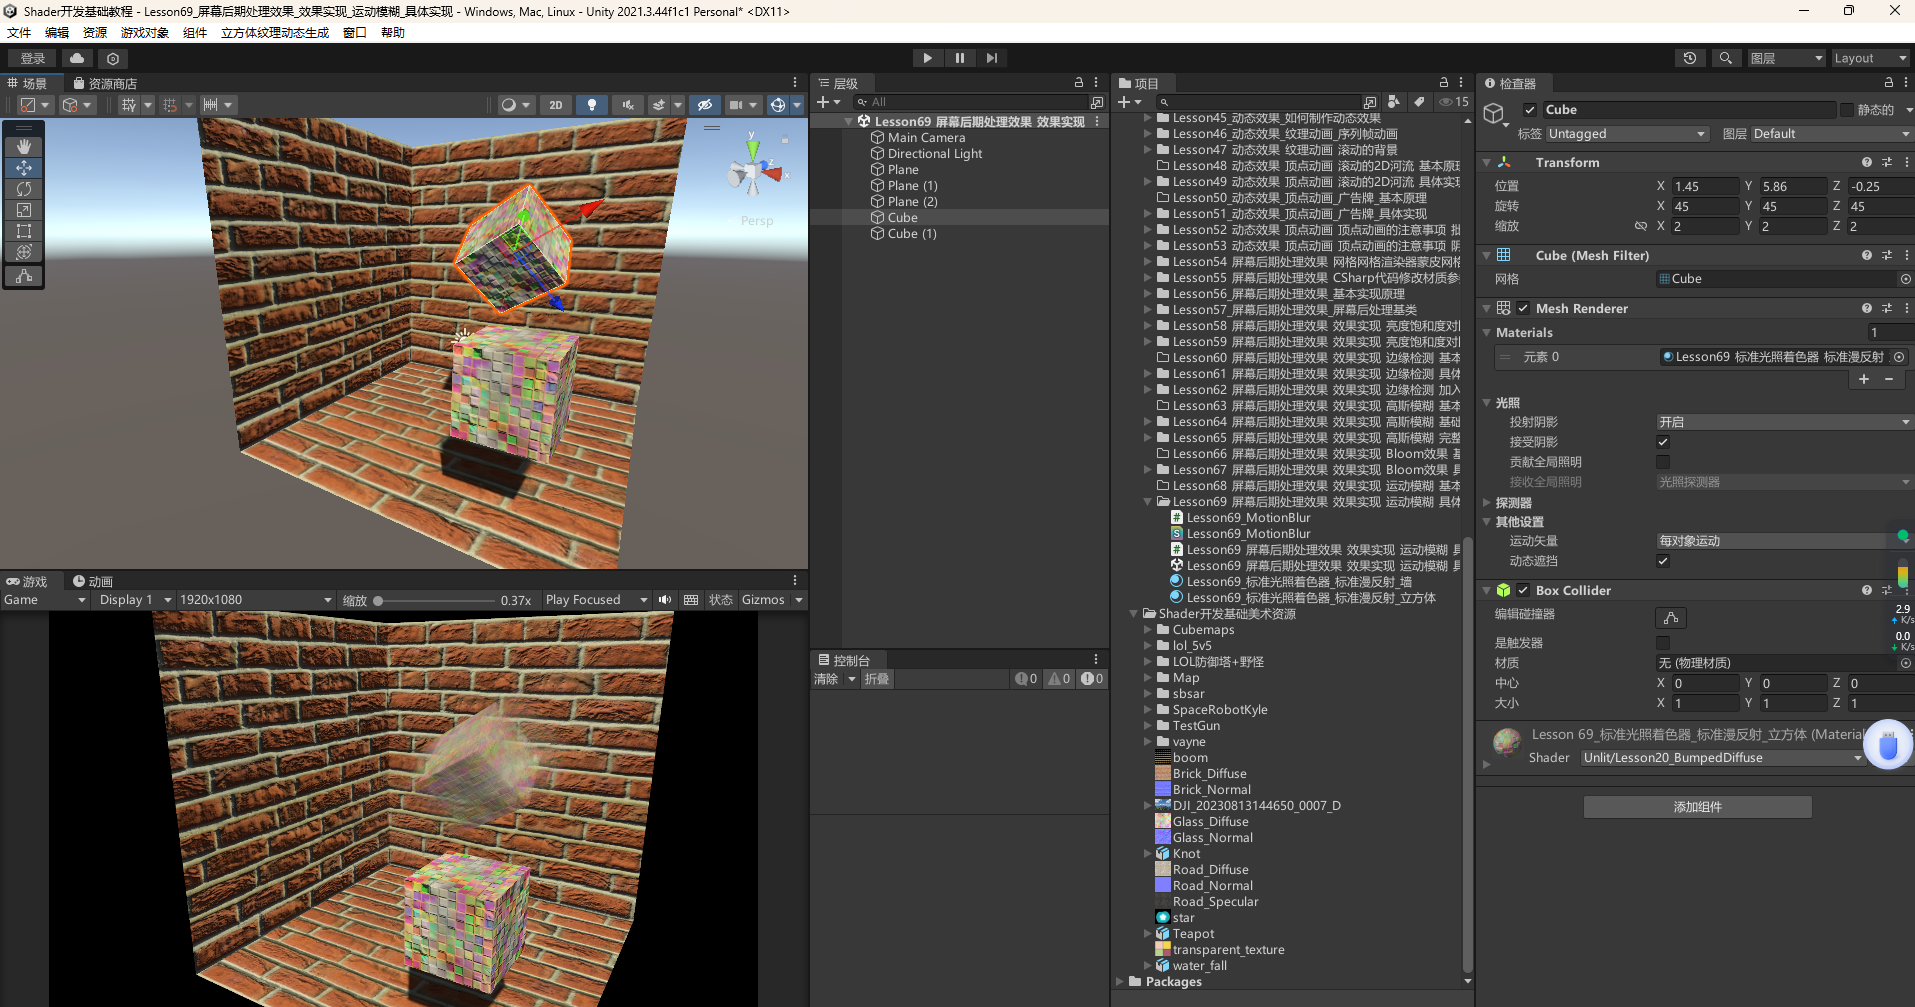 Shader开发基础教程 - Lesson69_屏幕后期处理效果_效果实现_运动模糊_具体实现 - Windows, Mac, Linux - Unity 2021.3.44f1c1 Personal* <DX11>
文件 编辑 资源 游戏对象 组件 立方体纹理动态生成 窗口 帮助
登录
图层 Layout
场景 资源商店
2D
y
z
x
Persp
游戏 动画
Game Display 1 1920x1080 缩放 0.37x Play Focused 状态 Gizmos
层级
All
Lesson69 屏幕后期处理效果 效果实现
Main Camera
Directional Light
Plane
Plane (1)
Plane (2)
Cube
Cube (1)
控制台
清除 折叠 0 0 0
项目
15
Lesson45_动态效果_如何制作动态效果
Lesson46_动态效果_纹理动画_序列帧动画
Lesson47 动态效果 纹理动画 滚动的背景
Lesson48 动态效果 顶点动画 滚动的2D河流 基本原
Lesson49 动态效果 顶点动画 滚动的2D河流 具体实
Lesson50_动态效果_顶点动画_广告牌_基本原理
Lesson51_动态效果_顶点动画_广告牌_具体实现
Lesson52 动态效果 顶点动画 顶点动画的注意事项 批
Lesson53 动态效果 顶点动画 顶点动画的注意事项 阴
Lesson54 屏幕后期处理效果 网格网格渲染器蒙皮网格
Lesson55 屏幕后期处理效果 CSharp代码修改材质参
Lesson56_屏幕后期处理效果_基本实现原理
Lesson57_屏幕后期处理效果_屏幕后处理基类
Lesson58 屏幕后期处理效果 效果实现 亮度饱和度对
Lesson59 屏幕后期处理效果 效果实现 亮度饱和度对
Lesson60 屏幕后期处理效果 效果实现 边缘检测 基本
Lesson61 屏幕后期处理效果 效果实现 边缘检测 具体
Lesson62 屏幕后期处理效果 效果实现 边缘检测 加入
Lesson63 屏幕后期处理效果 效果实现 高斯模糊 基本
Lesson64 屏幕后期处理效果 效果实现 高斯模糊 基础
Lesson65 屏幕后期处理效果 效果实现 高斯模糊 完整
Lesson66 屏幕后期处理效果 效果实现 Bloom效果 基
Lesson67 屏幕后期处理效果 效果实现 Bloom效果 具
Lesson68 屏幕后期处理效果 效果实现 运动模糊 基本
Lesson69 屏幕后期处理效果 效果实现 运动模糊 具体
Lesson69_MotionBlur
Lesson69_MotionBlur
Lesson69 屏幕后期处理效果 效果实现 运动模糊 具
Lesson69 屏幕后期处理效果 效果实现 运动模糊 具
Lesson69_标准光照着色器_标准漫反射_墙
Lesson69_标准光照着色器_标准漫反射_立方体
Shader开发基础美术资源
Cubemaps
lol_5v5
LOL防御塔+野怪
Map
sbsar
SpaceRobotKyle
TestGun
vayne
boom
Brick_Diffuse
Brick_Normal
DJI_20230813144650_0007_D
Glass_Diffuse
Glass_Normal
Knot
Road_Diffuse
Road_Normal
Road_Specular
star
Teapot
transparent_texture
water_fall
Packages
检查器
Cube 静态的
标签 Untagged 图层 Default
Transform
位置 X 1.45 Y 5.86 Z -0.25
旋转 X 45 Y 45 Z 45
缩放 X 2 Y 2 Z 2
Cube (Mesh Filter)
网格 Cube
Mesh Renderer
Materials 1
元素 0 Lesson69 标准光照着色器 标准漫反射
光照
投射阴影 开启
接受阴影
贡献全局照明
接收全局照明 光照探测器
探测器
其他设置
运动矢量 每对象运动
动态遮挡
Box Collider
编辑碰撞器
2.9
K/s
是触发器
0.0
K/s
材质 无 (物理材质)
中心 X 0 Y 0 Z 0
大小 X 1 Y 1 Z 1
Lesson 69_标准光照着色器_标准漫反射_立方体 (Material
Shader Unlit/Lesson20_BumpedDiffuse
添加组件